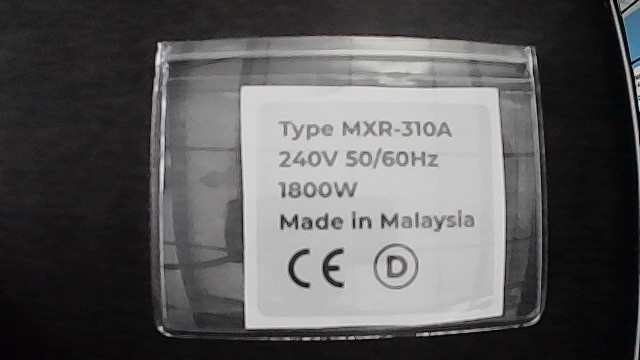 Type MXR-310A
240V 50/60Hz
1800W
Made in Malaysia
CE D